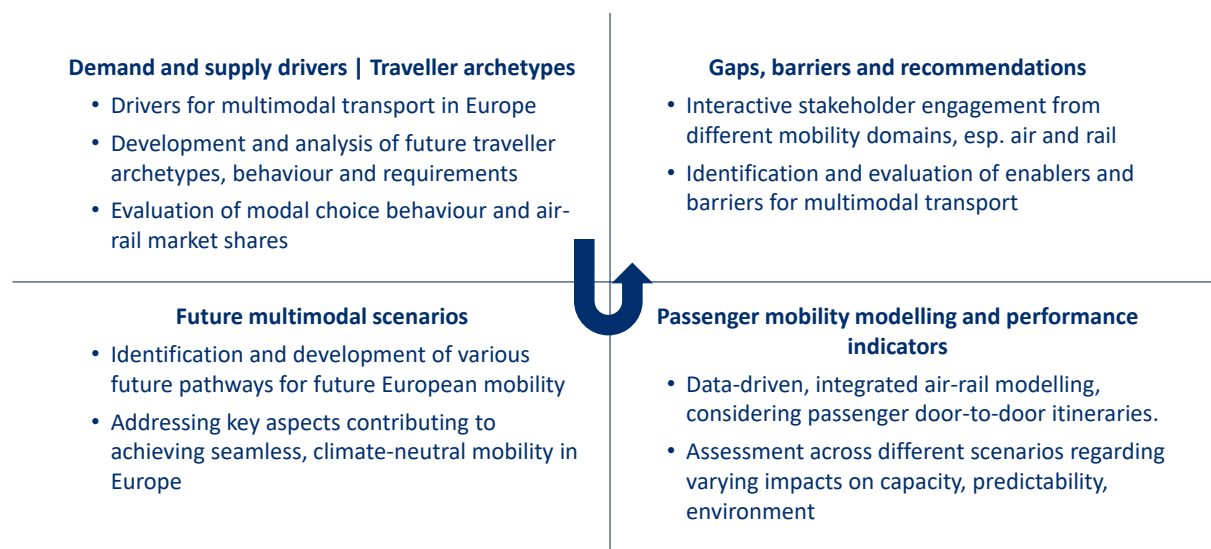 Demand and supply drivers | Traveller archetypes
• Drivers for multimodal transport in Europe
• Development and analysis of future traveller
archetypes, behaviour and requirements
• Evaluation of modal choice behaviour and air-
rail market shares
Gaps, barriers and recommendations
• Interactive stakeholder engagement from
different mobility domains, esp. air and rail
• Identification and evaluation of enablers and
barriers for multimodal transport
Future multimodal scenarios
• Identification and development of various
future pathways for future European mobility
• Addressing key aspects contributing to
achieving seamless, climate-neutral mobility in
Europe
Passenger mobility modelling and performance
indicators
• Data-driven, integrated air-rail modelling,
considering passenger door-to-door itineraries.
• Assessment across different scenarios regarding
varying impacts on capacity, predictability,
environment